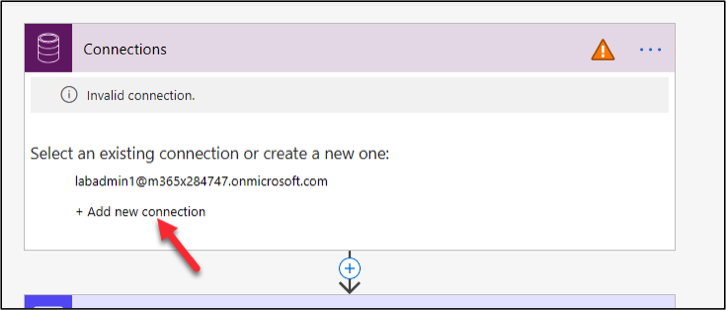 Connections
Invalid connection.
Select an existing connection or create a new one:
labadmin1@m365x284747.onmicrosoft.com
+ Add new connection